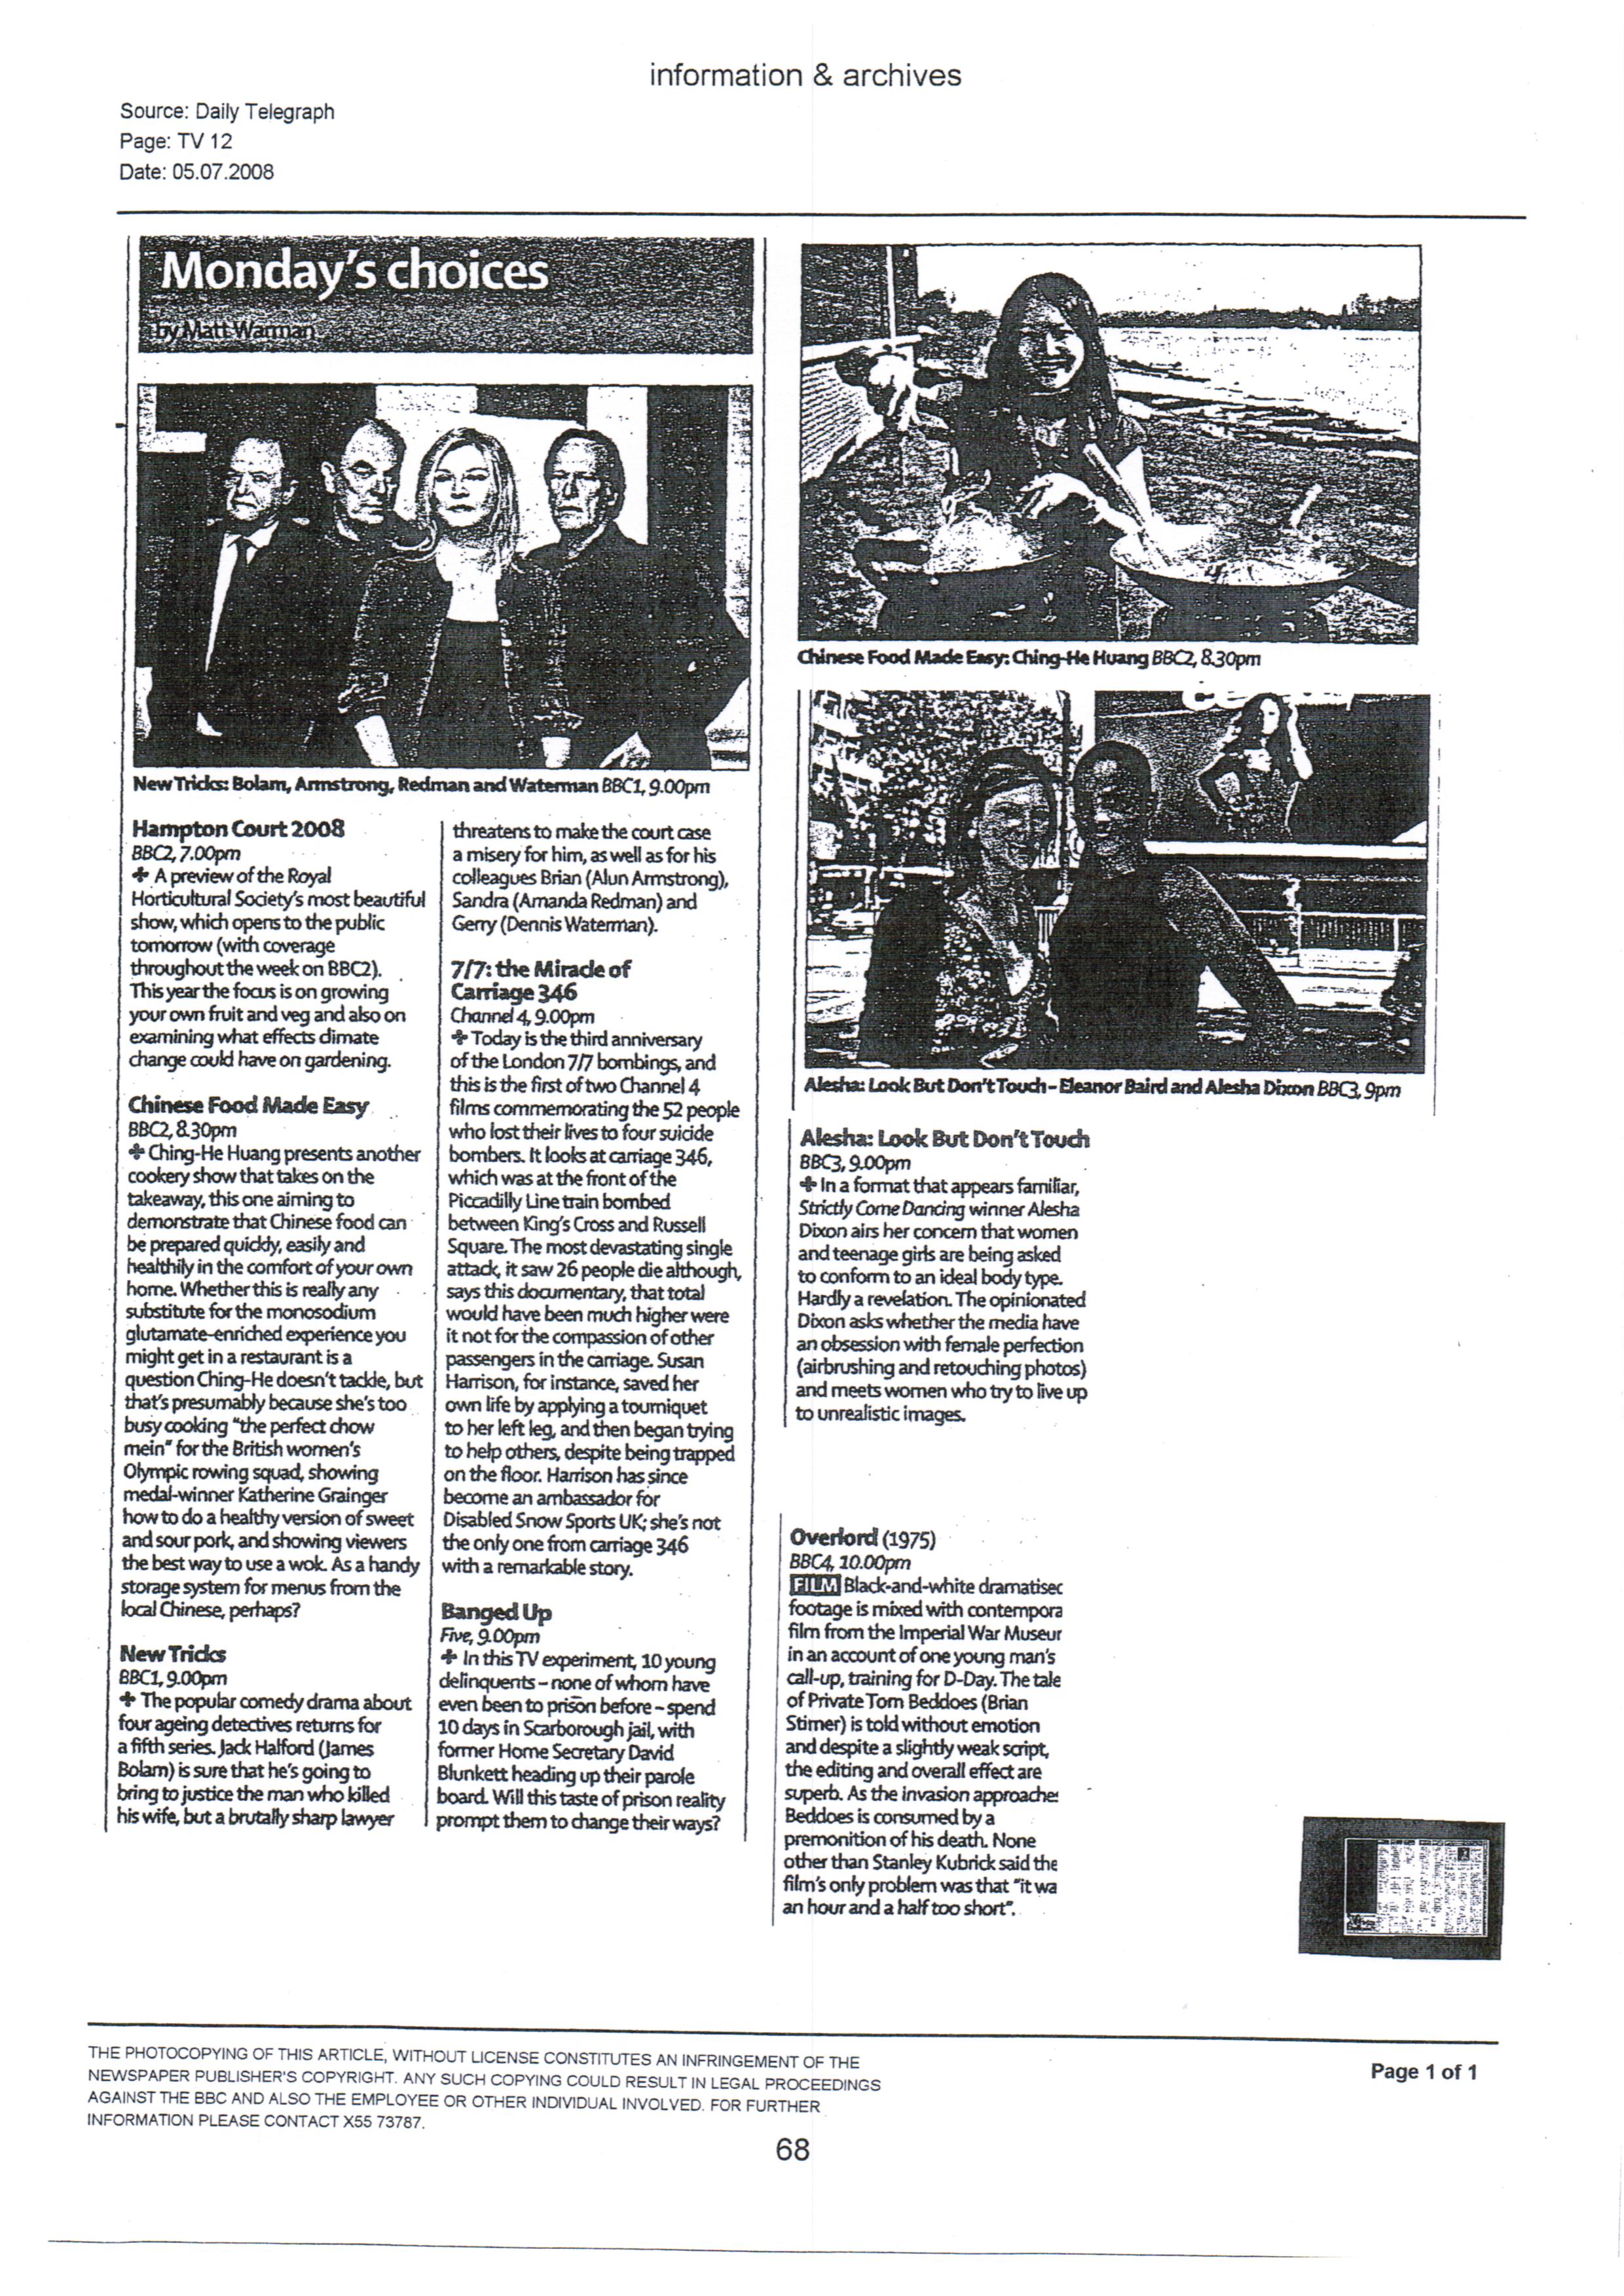 information & archives
Source: Daily Telegraph
Page: TV 12
Date: 05.07.2008
Monday's choices
by Matt Warman
New Tricks: Bolam, Armstrong, Redman and Waterman BBC1, 9.00pm
Hampton Court 2008
BBC2, 7.00pm
✤ A preview of the Royal
Horticultural Society's most beautiful
show, which opens to the public
tomorrow (with coverage
throughout the week on BBC2).
This year the focus is on growing
your own fruit and veg and also on
examining what effects climate
change could have on gardening.
Chinese Food Made Easy
BBC2, 8.30pm
✤ Ching-He Huang presents another
cookery show that takes on the
takeaway, this one aiming to
demonstrate that Chinese food can
be prepared quickly, easily and
healthily in the comfort of your own
home. Whether this is really any
substitute for the monosodium
glutamate-enriched experience you
might get in a restaurant is a
question Ching-He doesn't tackle, but
that's presumably because she's too
busy cooking "the perfect chow
mein" for the British women's
Olympic rowing squad, showing
medal-winner Katherine Grainger
how to do a healthy version of sweet
and sour pork, and showing viewers
the best way to use a wok. As a handy
storage system for menus from the
local Chinese, perhaps?
New Tricks
BBC1, 9.00pm
✤ The popular comedy drama about
four ageing detectives returns for
a fifth series. Jack Halford (James
Bolam) is sure that he's going to
bring to justice the man who killed
his wife, but a brutally sharp lawyer
threatens to make the court case
a misery for him, as well as for his
colleagues Brian (Alun Armstrong),
Sandra (Amanda Redman) and
Gerry (Dennis Waterman).
7/7: the Miracle of
Carriage 346
Channel 4, 9.00pm
✤ Today is the third anniversary
of the London 7/7 bombings, and
this is the first of two Channel 4
films commemorating the 52 people
who lost their lives to four suicide
bombers. It looks at carriage 346,
which was at the front of the
Piccadilly Line train bombed
between King's Cross and Russell
Square. The most devastating single
attack, it saw 26 people die although,
says this documentary, that total
would have been much higher were
it not for the compassion of other
passengers in the carriage. Susan
Harrison, for instance, saved her
own life by applying a tourniquet
to her left leg, and then began trying
to help others, despite being trapped
on the floor. Harrison has since
become an ambassador for
Disabled Snow Sports UK; she's not
the only one from carriage 346
with a remarkable story.
Banged Up
Five, 9.00pm
✤ In this TV experiment, 10 young
delinquents – none of whom have
even been to prison before – spend
10 days in Scarborough jail, with
former Home Secretary David
Blunkett heading up their parole
board. Will this taste of prison reality
prompt them to change their ways?
Chinese Food Made Easy: Ching-He Huang BBC2, 8.30pm
Alesha: Look But Don't Touch – Eleanor Baird and Alesha Dixon BBC3, 9pm
Alesha: Look But Don't Touch
BBC3, 9.00pm
✤ In a format that appears familiar,
Strictly Come Dancing winner Alesha
Dixon airs her concern that women
and teenage girls are being asked
to conform to an ideal body type.
Hardly a revelation. The opinionated
Dixon asks whether the media have
an obsession with female perfection
(airbrushing and retouching photos)
and meets women who try to live up
to unrealistic images.
Overlord (1975)
BBC4, 10.00pm
FILM Black-and-white dramatisec
footage is mixed with contempora
film from the Imperial War Museur
in an account of one young man's
call-up, training for D-Day. The tale
of Private Tom Beddoes (Brian
Stirner) is told without emotion
and despite a slightly weak script,
the editing and overall effect are
superb. As the invasion approache
Beddoes is consumed by a
premonition of his death. None
other than Stanley Kubrick said the
film's only problem was that "it wa
an hour and a half too short".
THE PHOTOCOPYING OF THIS ARTICLE, WITHOUT LICENSE CONSTITUTES AN INFRINGEMENT OF THE
NEWSPAPER PUBLISHER'S COPYRIGHT. ANY SUCH COPYING COULD RESULT IN LEGAL PROCEEDINGS
AGAINST THE BBC AND ALSO THE EMPLOYEE OR OTHER INDIVIDUAL INVOLVED. FOR FURTHER
INFORMATION PLEASE CONTACT X55 73787.
Page 1 of 1
68